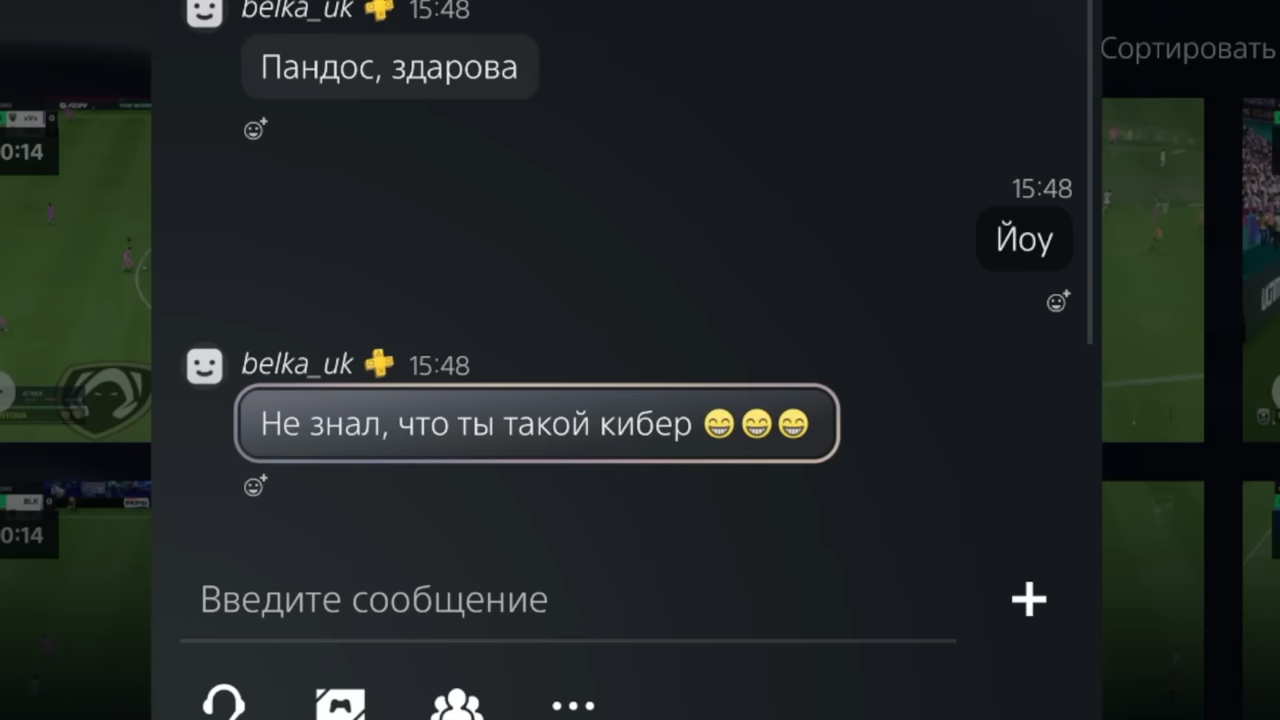 belka_uk 15:48
Сортировать
Пандос, здарова
0:14
15:48
Йоу
belka_uk 15:48
Не знал, что ты такой кибер 😁😁😁
BLK
0:14
Введите сообщение